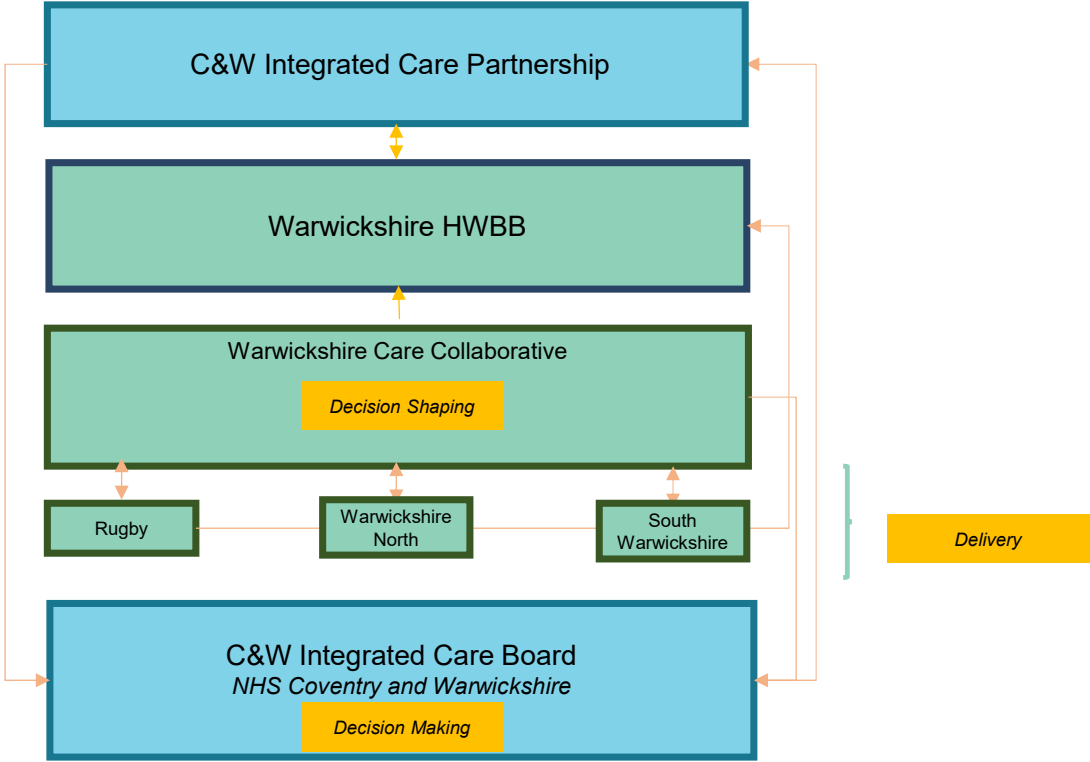 C&W Integrated Care Partnership
Warwickshire HWBB
Warwickshire Care Collaborative
Decision Shaping
Rugby
Warwickshire
North
South
Warwickshire
Delivery
C&W Integrated Care Board
NHS Coventry and Warwickshire
Decision Making